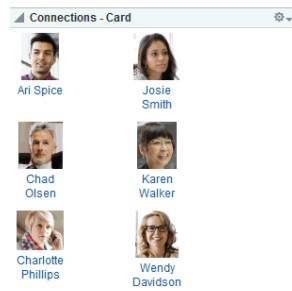 Connections - Card
Ari Spice
Josie
Smith
Chad
Olsen
Karen
Walker
Charlotte
Phillips
Wendy
Davidson